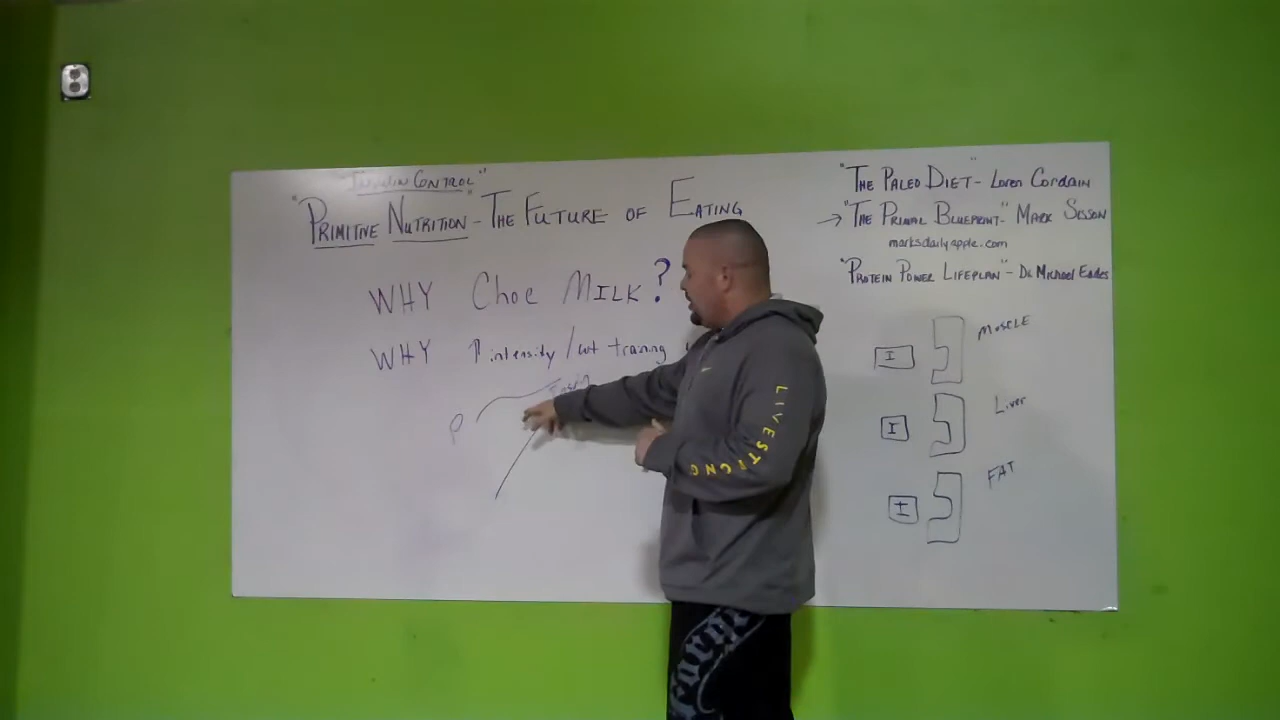 "INSULIN CONTROL"
"PRIMITIVE NUTRITION - THE FUTURE OF EATING
WHY Choc MILK?
WHY ↑ intensity / wt training
P
"THE PALEO DIET" - Loren Cordain
→ "THE PRIMAL BLUEPRINT" - MARK SISSON
marksdailyapple.com
"PROTEIN POWER LIFEPLAN" - Dr. Michael Eades
I MUSCLE
I Liver
I FAT
LIVESTRONG